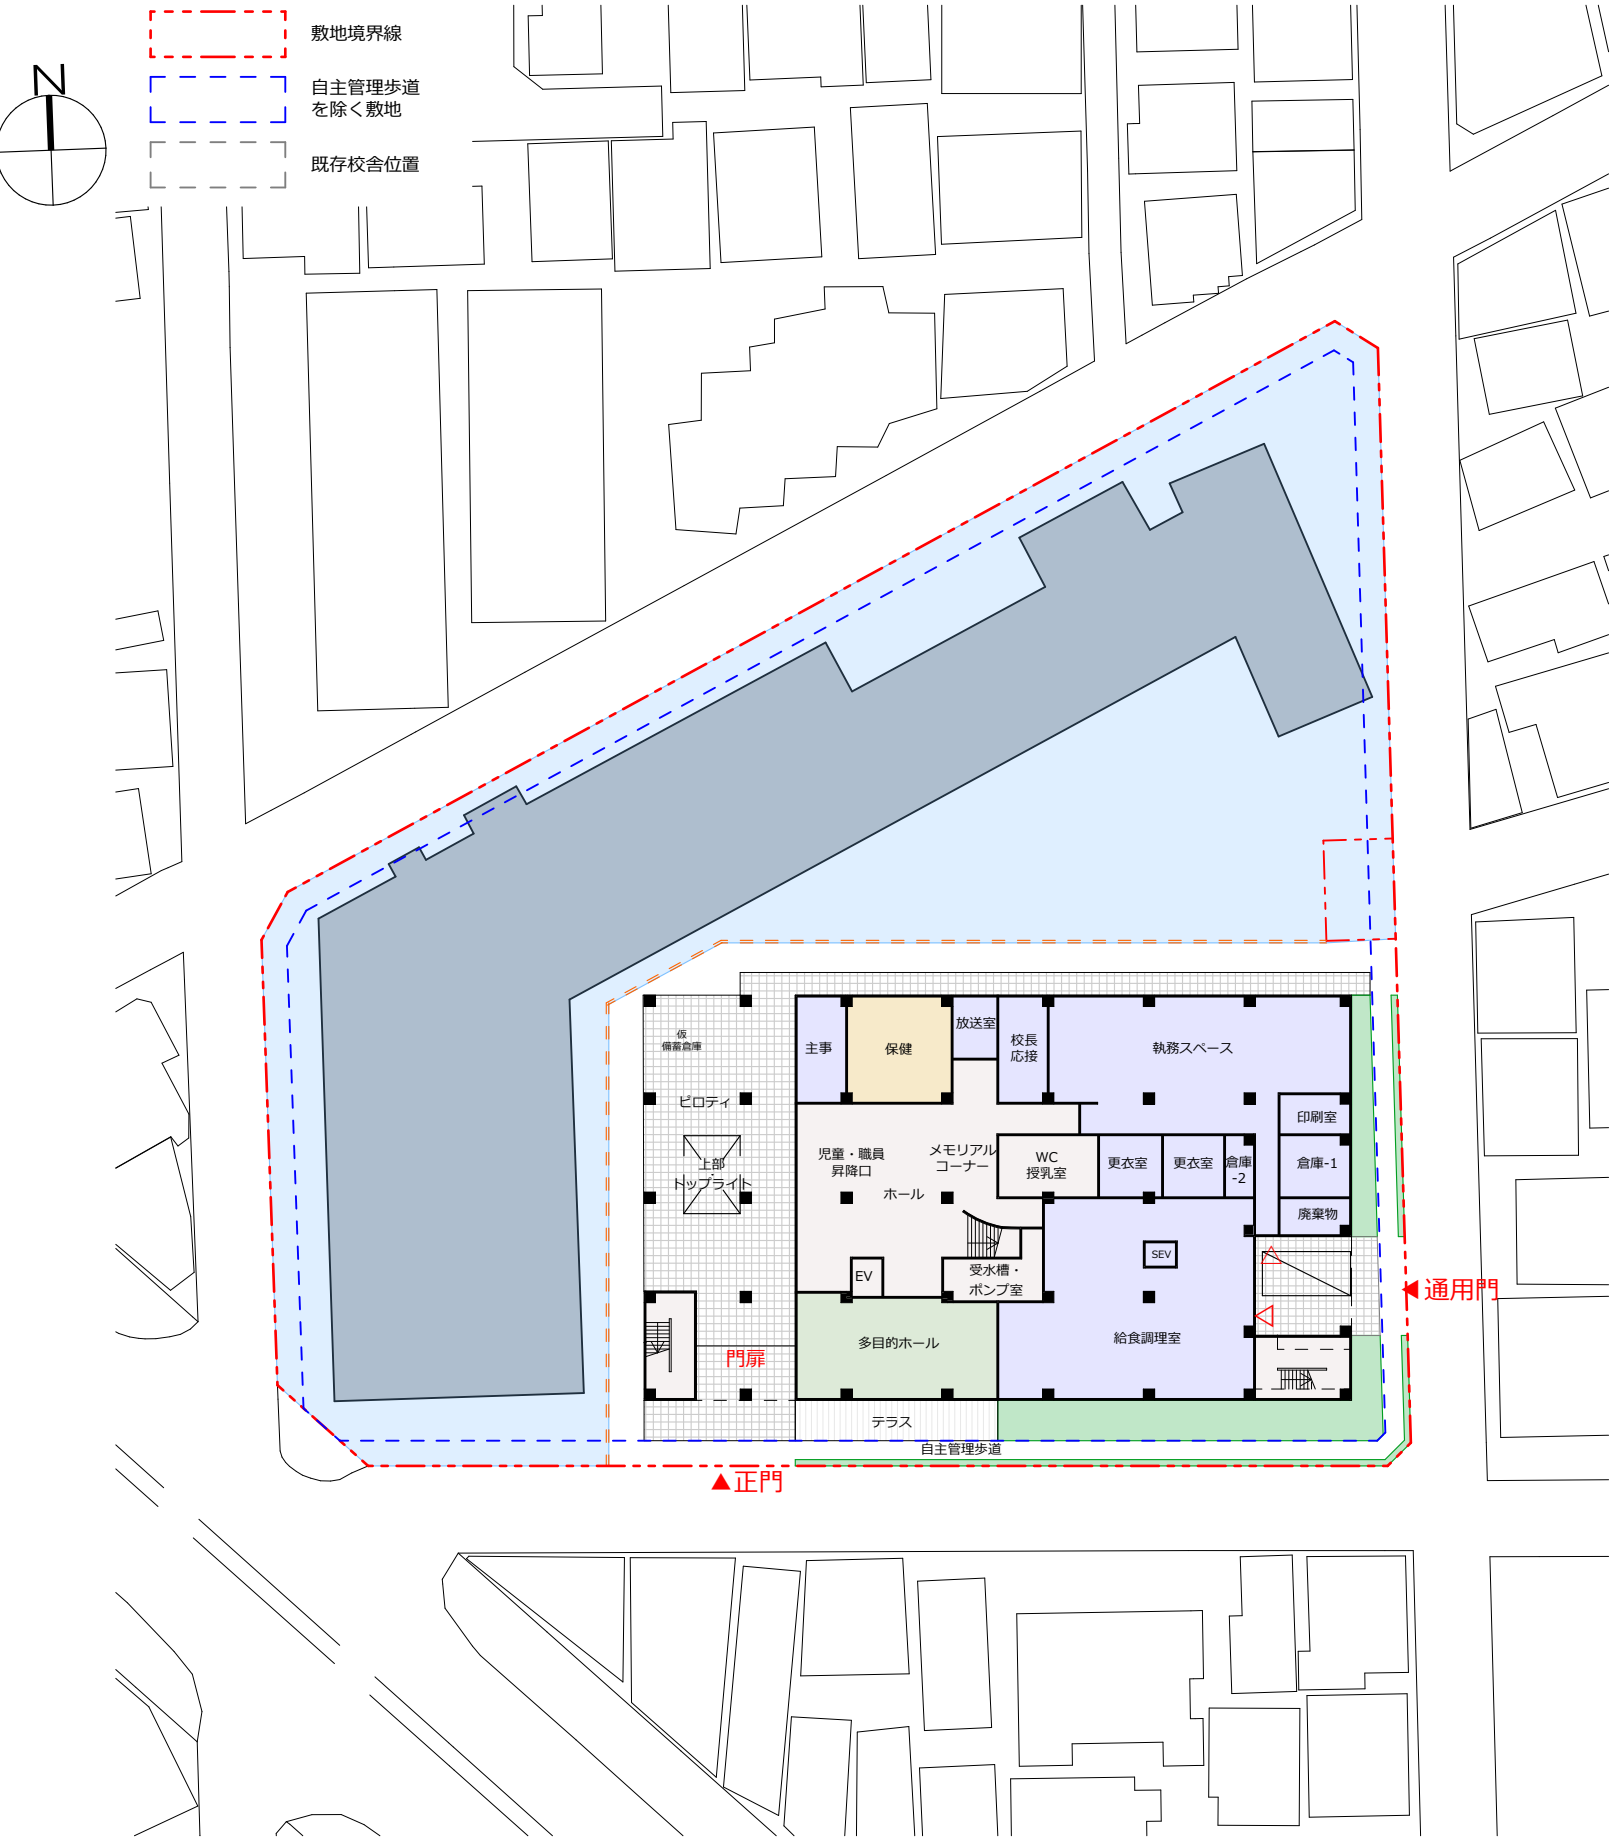 N
敷地境界線
自主管理歩道
を除く敷地
既存校舎位置
仮
備蓄倉庫
ピロティ
上部
トップライト
主事
保健
放送室
校長
応接
執務スペース
印刷室
児童・職員
昇降口
メモリアル
コーナー
ホール
WC
授乳室
更衣室
更衣室
倉庫
-2
倉庫-1
廃棄物
EV
受水槽・
ポンプ室
SEV
通用門
門扉
多目的ホール
給食調理室
テラス
自主管理歩道
正門